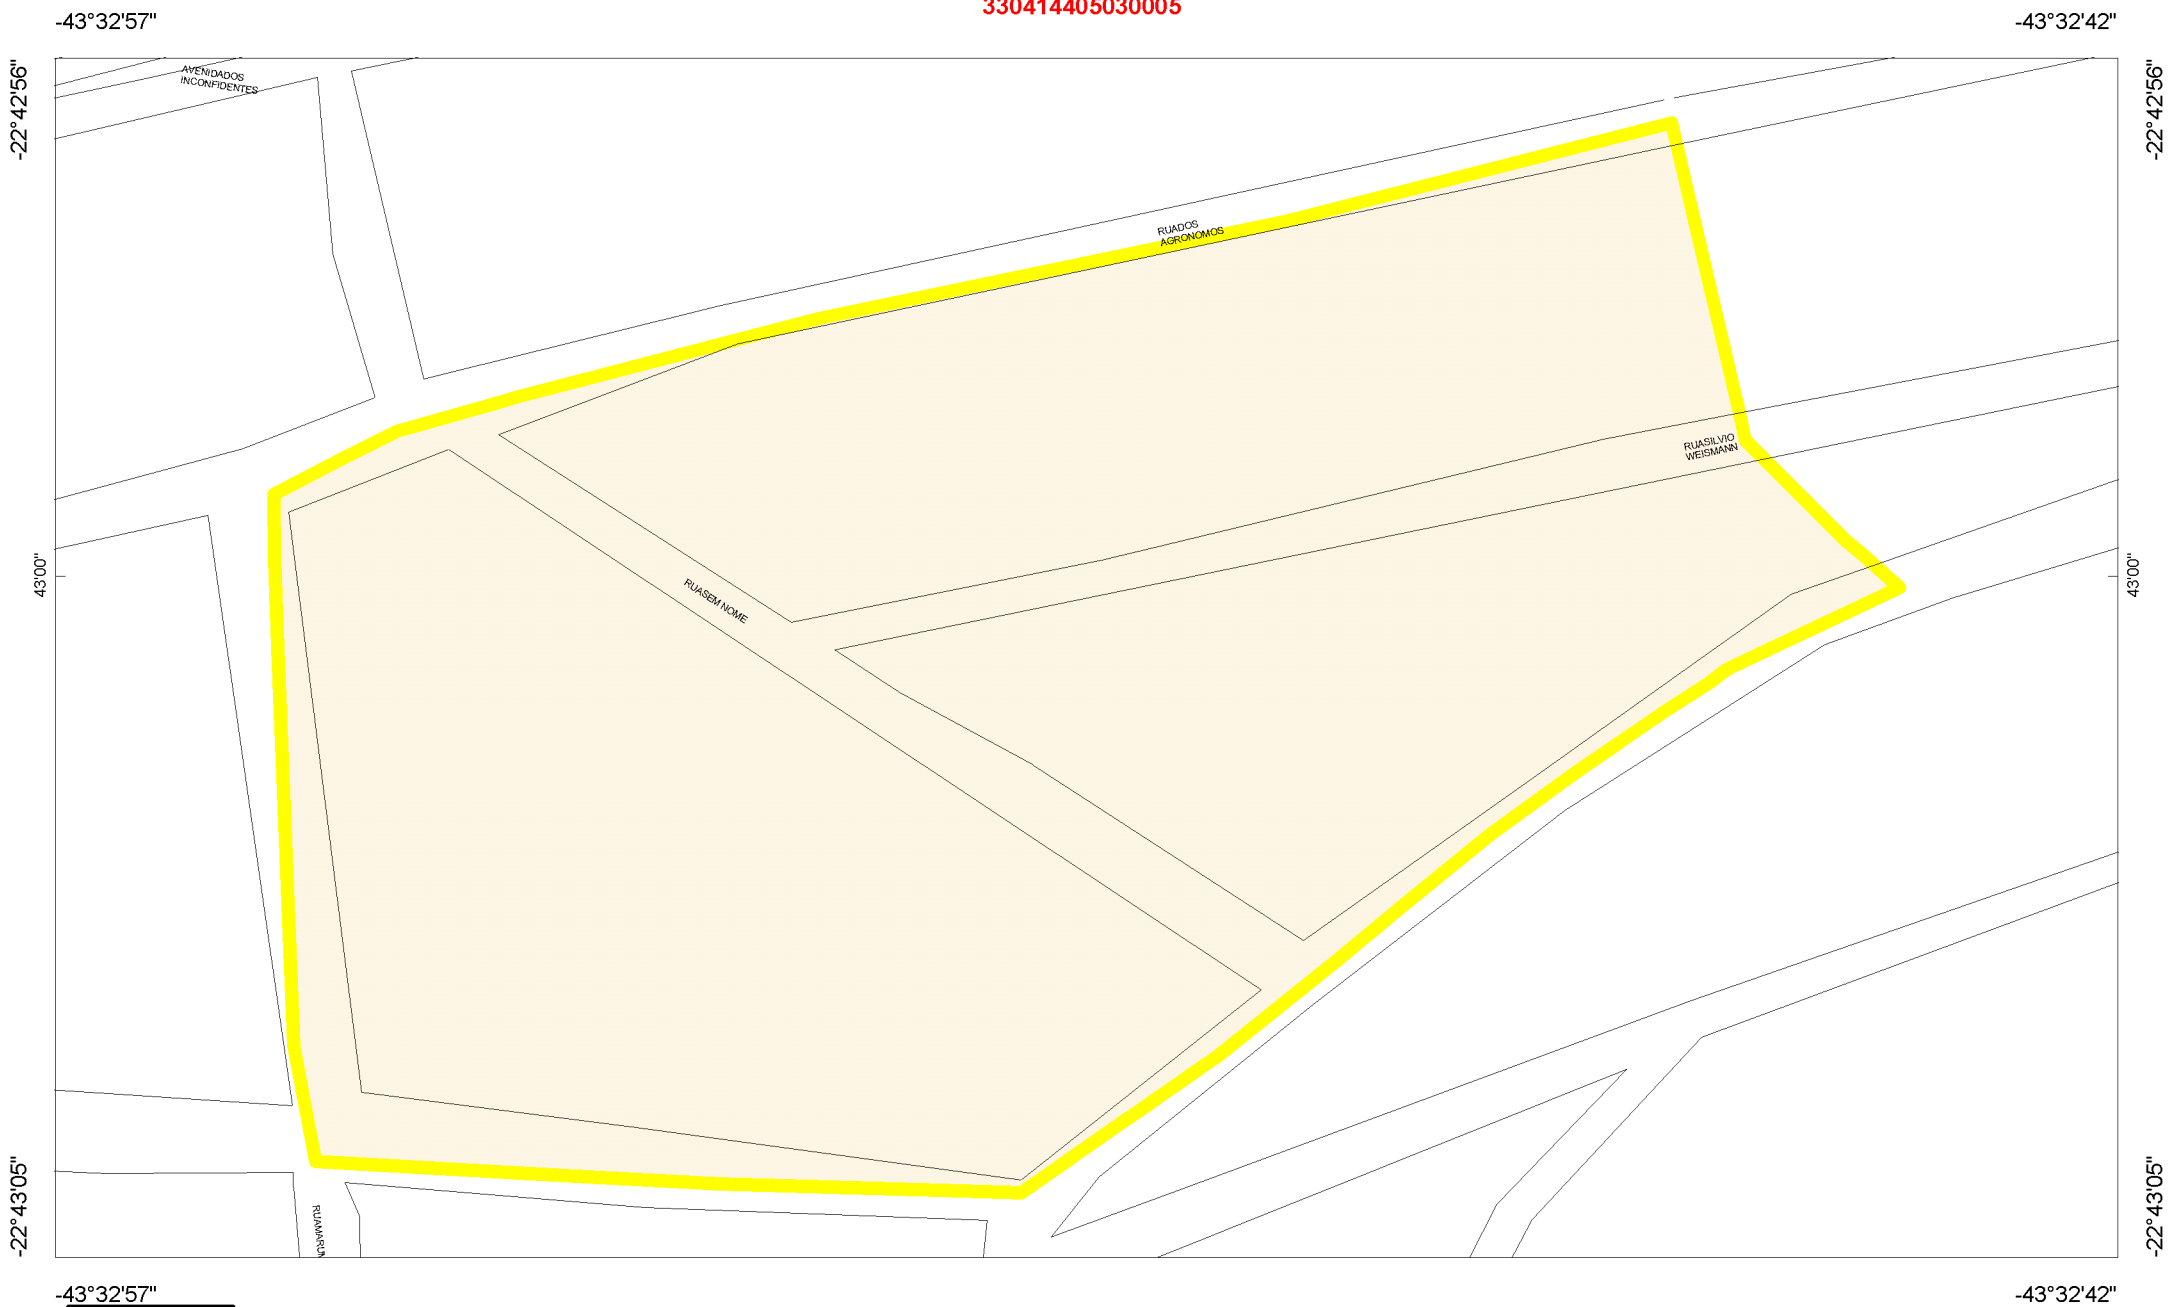 330414405030005
-43°32'57"
-43°32'42"
-22°42'56"
-22°42'56"
AVENIDADOS
INCONFIDENTES
RUADOS
AGRONOMOS
RUASILVIO
WEISMANN
43'00"
43'00"
RUASEM NOME
-22°43'05"
-22°43'05"
-43°32'57"
-43°32'42"